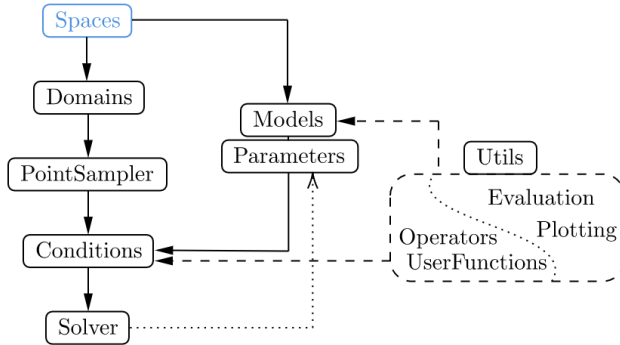 Spaces
Domains
Models
Parameters
PointSampler
Utils
Evaluation
Plotting
Operators
UserFunctions
Conditions
Solver